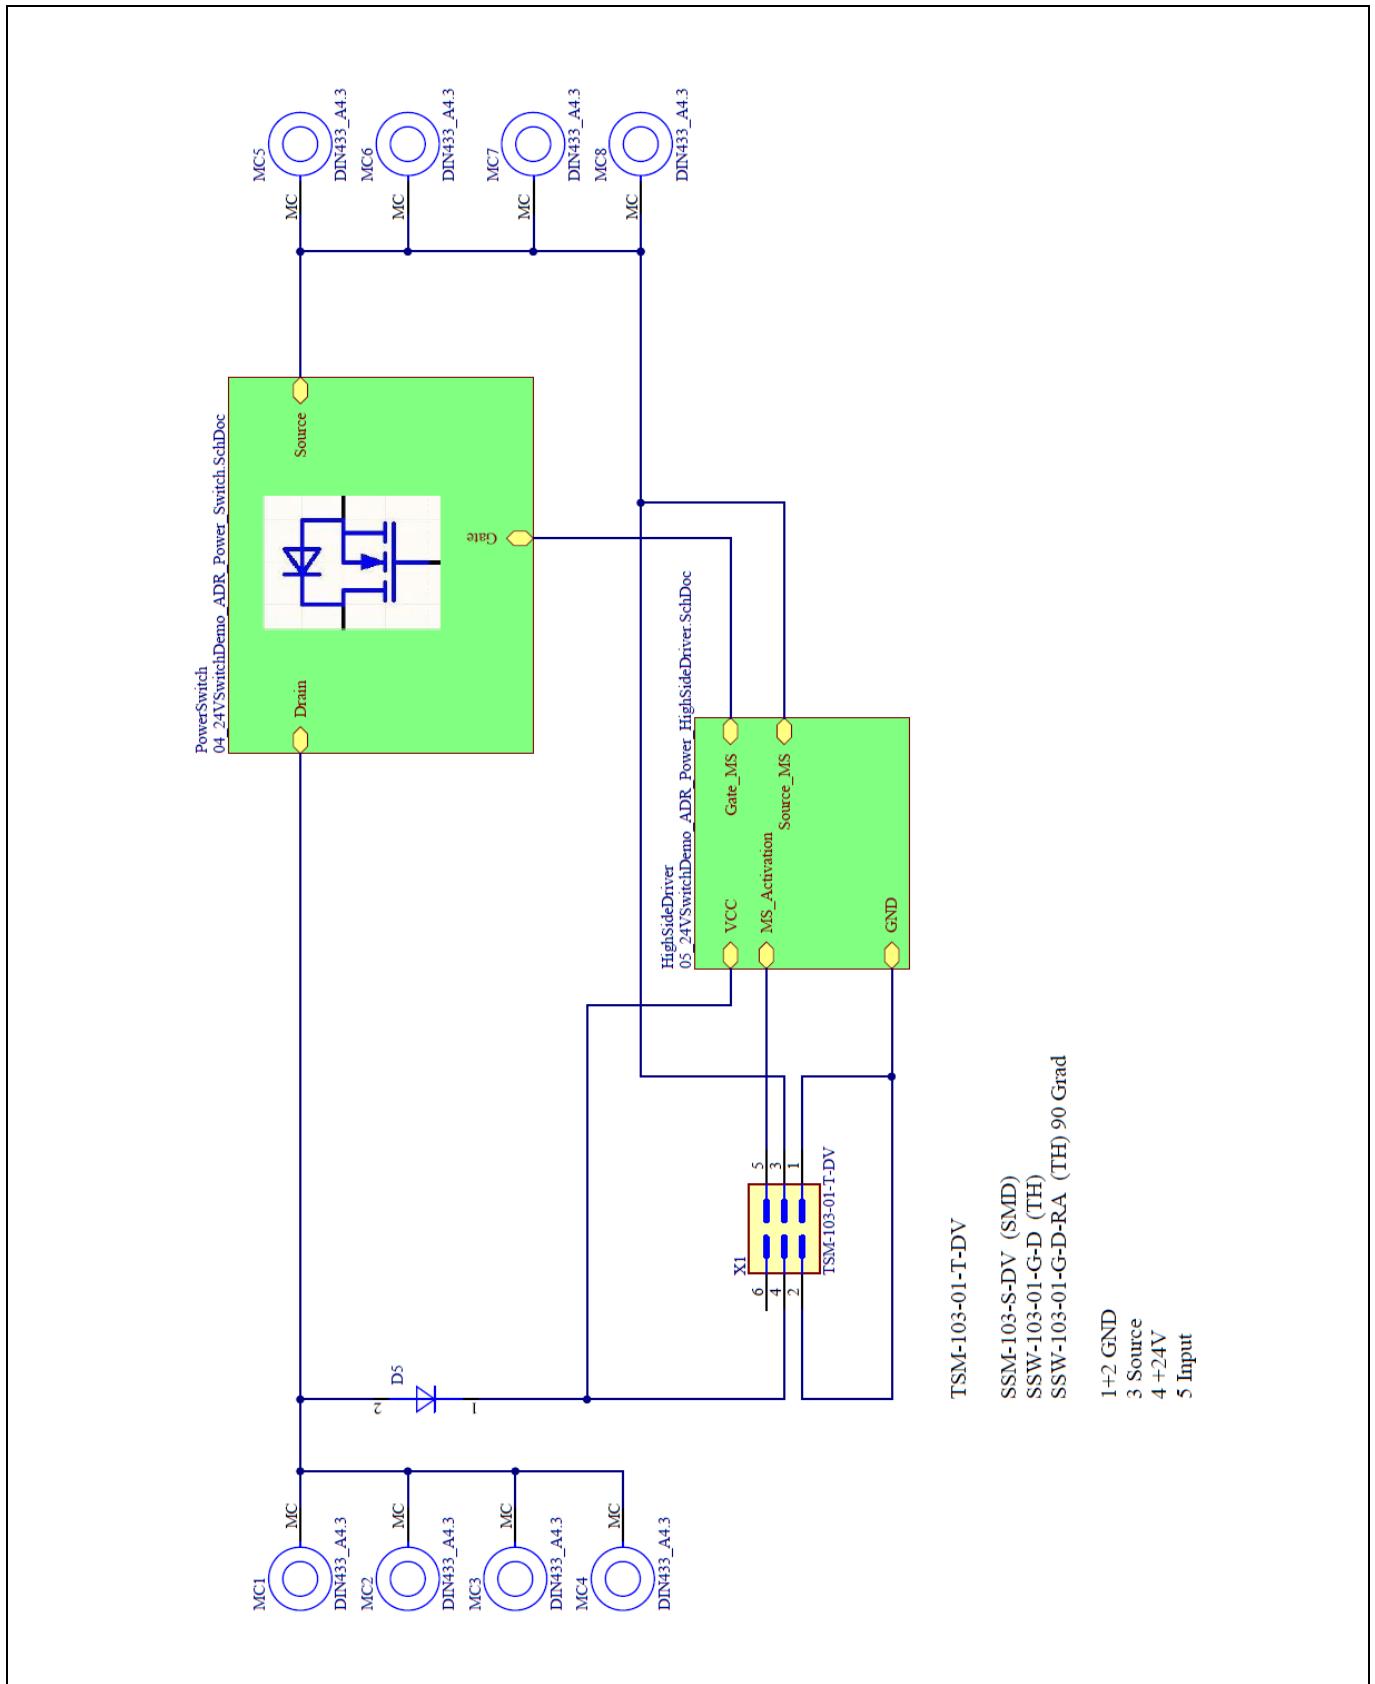 PowerSwitch
04_24VSwitchDemo_ADR_Power_Switch.SchDoc
Drain
Source
Gate
MC1
MC
DIN433_A4.3
MC2
MC
DIN433_A4.3
MC3
MC
DIN433_A4.3
MC4
MC
DIN433_A4.3
MC5
MC
DIN433_A4.3
MC6
MC
DIN433_A4.3
MC7
MC
DIN433_A4.3
MC8
MC
DIN433_A4.3
D5
2
1
HighSideDriver
05_24VSwitchDemo_ADR_Power_HighSideDriver.SchDoc
VCC
Gate_MS
MS_Activation
Source_MS
GND
X1
6
5
4
3
2
1
TSM-103-01-T-DV
TSM-103-01-T-DV
SSM-103-S-DV (SMD)
SSW-103-01-G-D (TH)
SSW-103-01-G-D-RA (TH) 90 Grad
1+2 GND
3 Source
4 +24V
5 Input